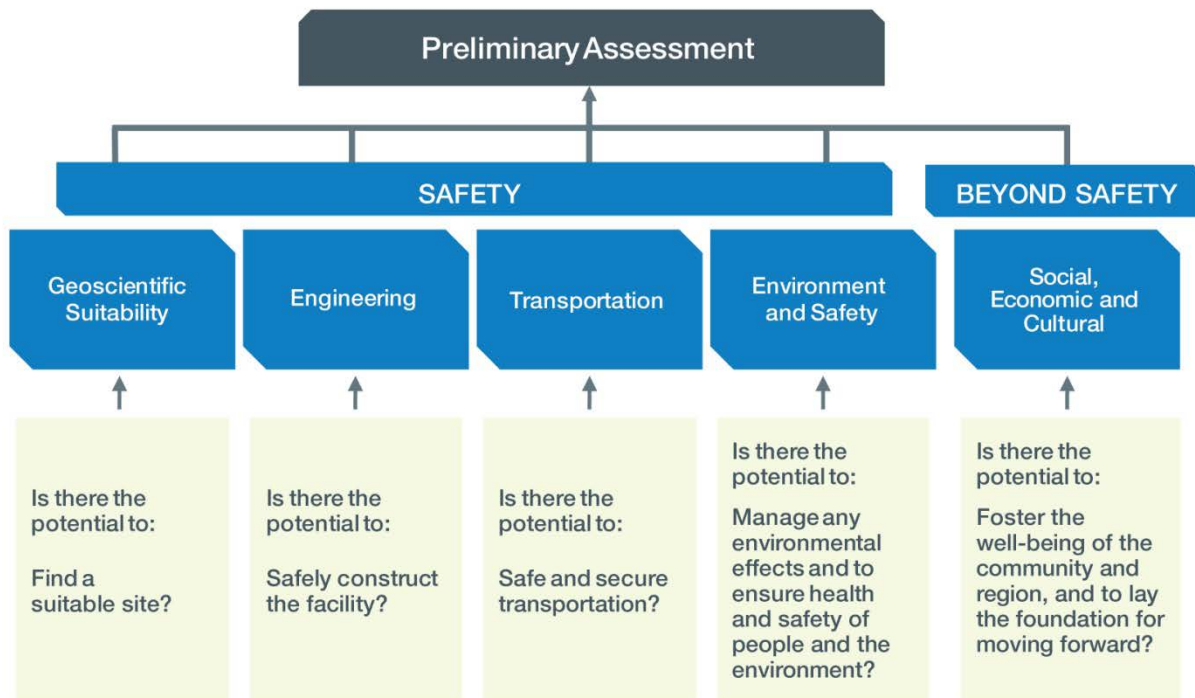 Preliminary Assessment
SAFETY
BEYOND SAFETY
Geoscientific
Suitability
Engineering
Transportation
Environment
and Safety
Social,
Economic and
Cultural
Is there the
potential to:
Find a
suitable site?
Is there the
potential to:
Safely construct
the facility?
Is there the
potential to:
Safe and secure
transportation?
Is there the
potential to:
Manage any
environmental
effects and to
ensure health
and safety of
people and the
environment?
Is there the
potential to:
Foster the
well-being of the
community and
region, and to lay
the foundation for
moving forward?